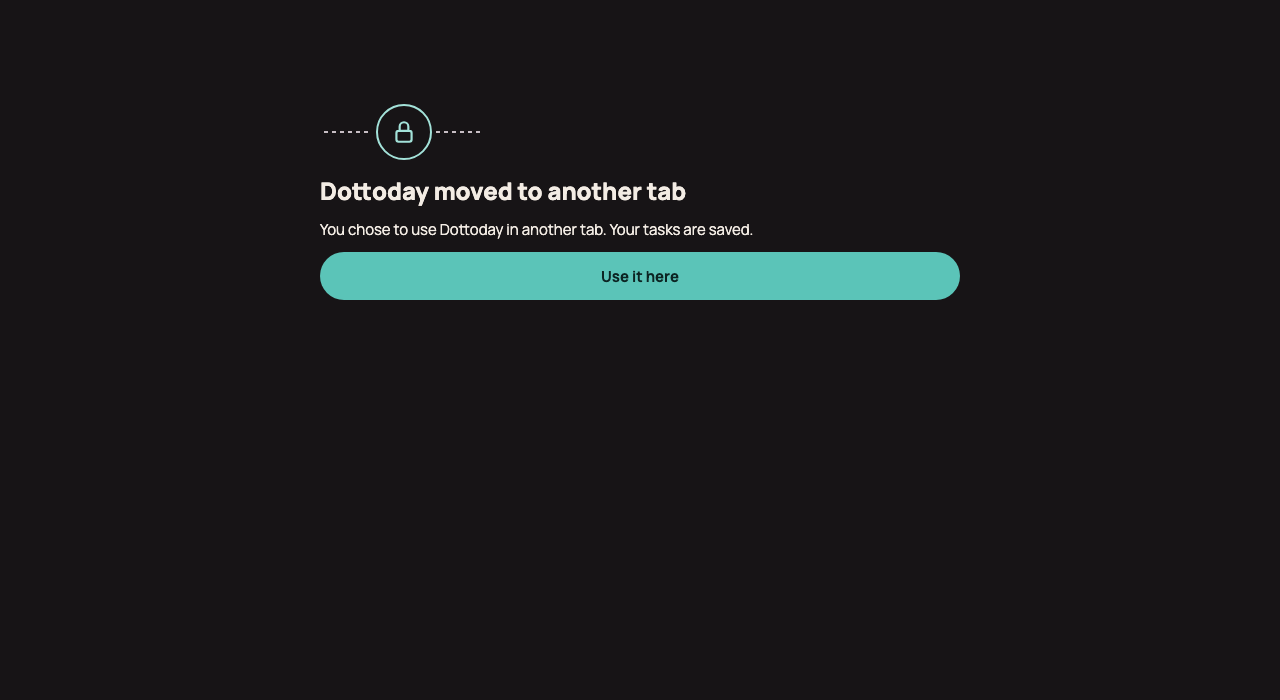 Dottoday moved to another tab
You chose to use Dottoday in another tab. Your tasks are saved.
Use it here